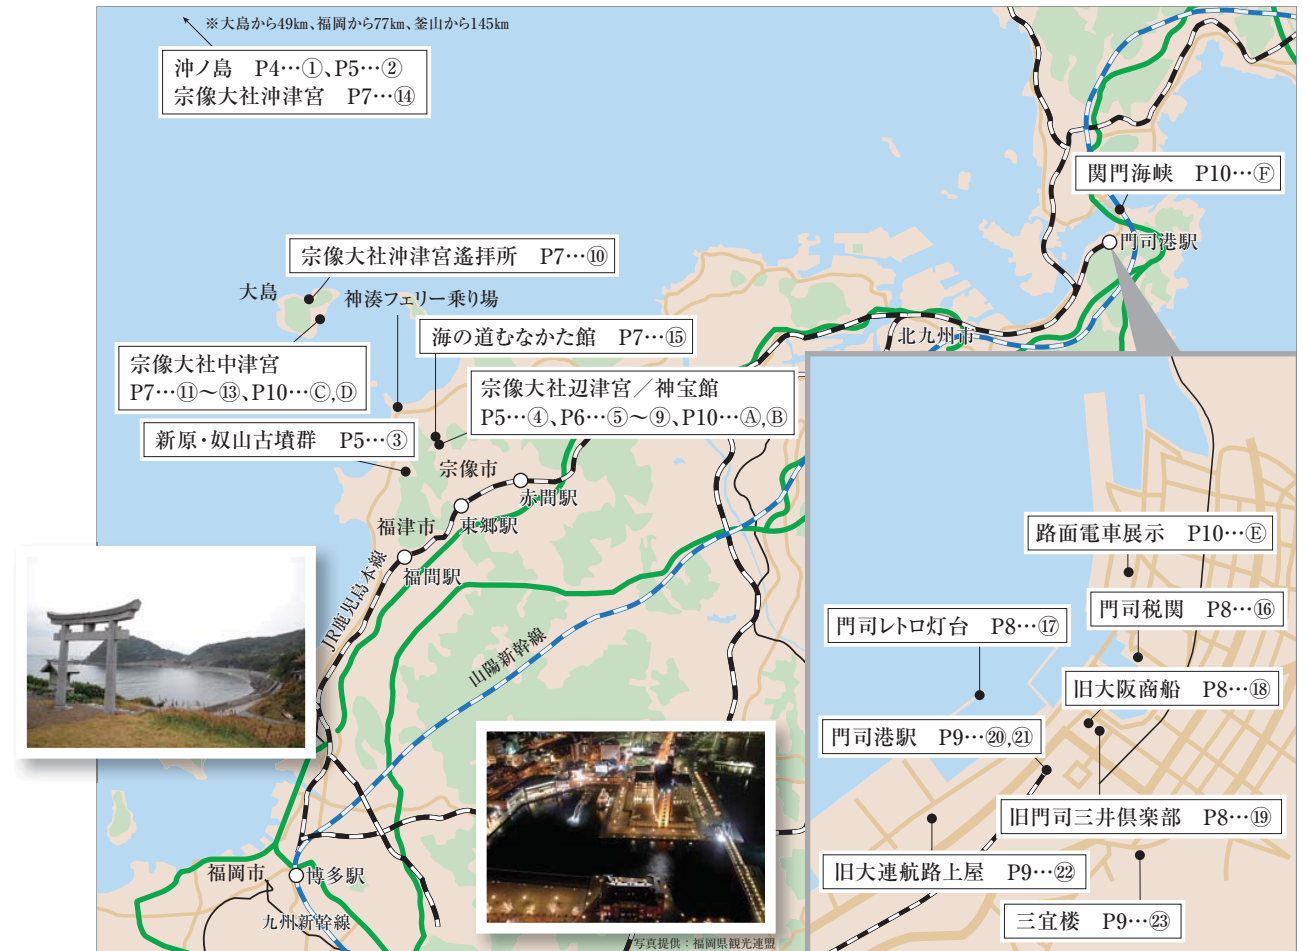 ※大島から49㎞、福岡から77㎞、釜山から145㎞
沖ノ島　P4…①、P5…②
宗像大社沖津宮　P7…⑭
関門海峡　P10…Ⓕ
門司港駅
宗像大社沖津宮遙拝所　P7…⑩
大島
神湊フェリー乗り場
海の道むなかた館　P7…⑮
北九州市
宗像大社中津宮
P7…⑪～⑬、P10…Ⓒ,Ⓓ
宗像大社辺津宮／神宝館
P5…④、P6…⑤～⑨、P10…Ⓐ,Ⓑ
新原・奴山古墳群　P5…③
宗像市
赤間駅
東郷駅
福津市
福間駅
JR鹿児島本線
山陽新幹線
路面電車展示　P10…Ⓔ
門司税関　P8…⑯
門司レトロ灯台　P8…⑰
旧大阪商船　P8…⑱
門司港駅　P9…⑳,㉑
旧門司三井倶楽部　P8…⑲
旧大連航路上屋　P9…㉒
三宜楼　P9…㉓
福岡市
博多駅
九州新幹線
写真提供：福岡県観光連盟